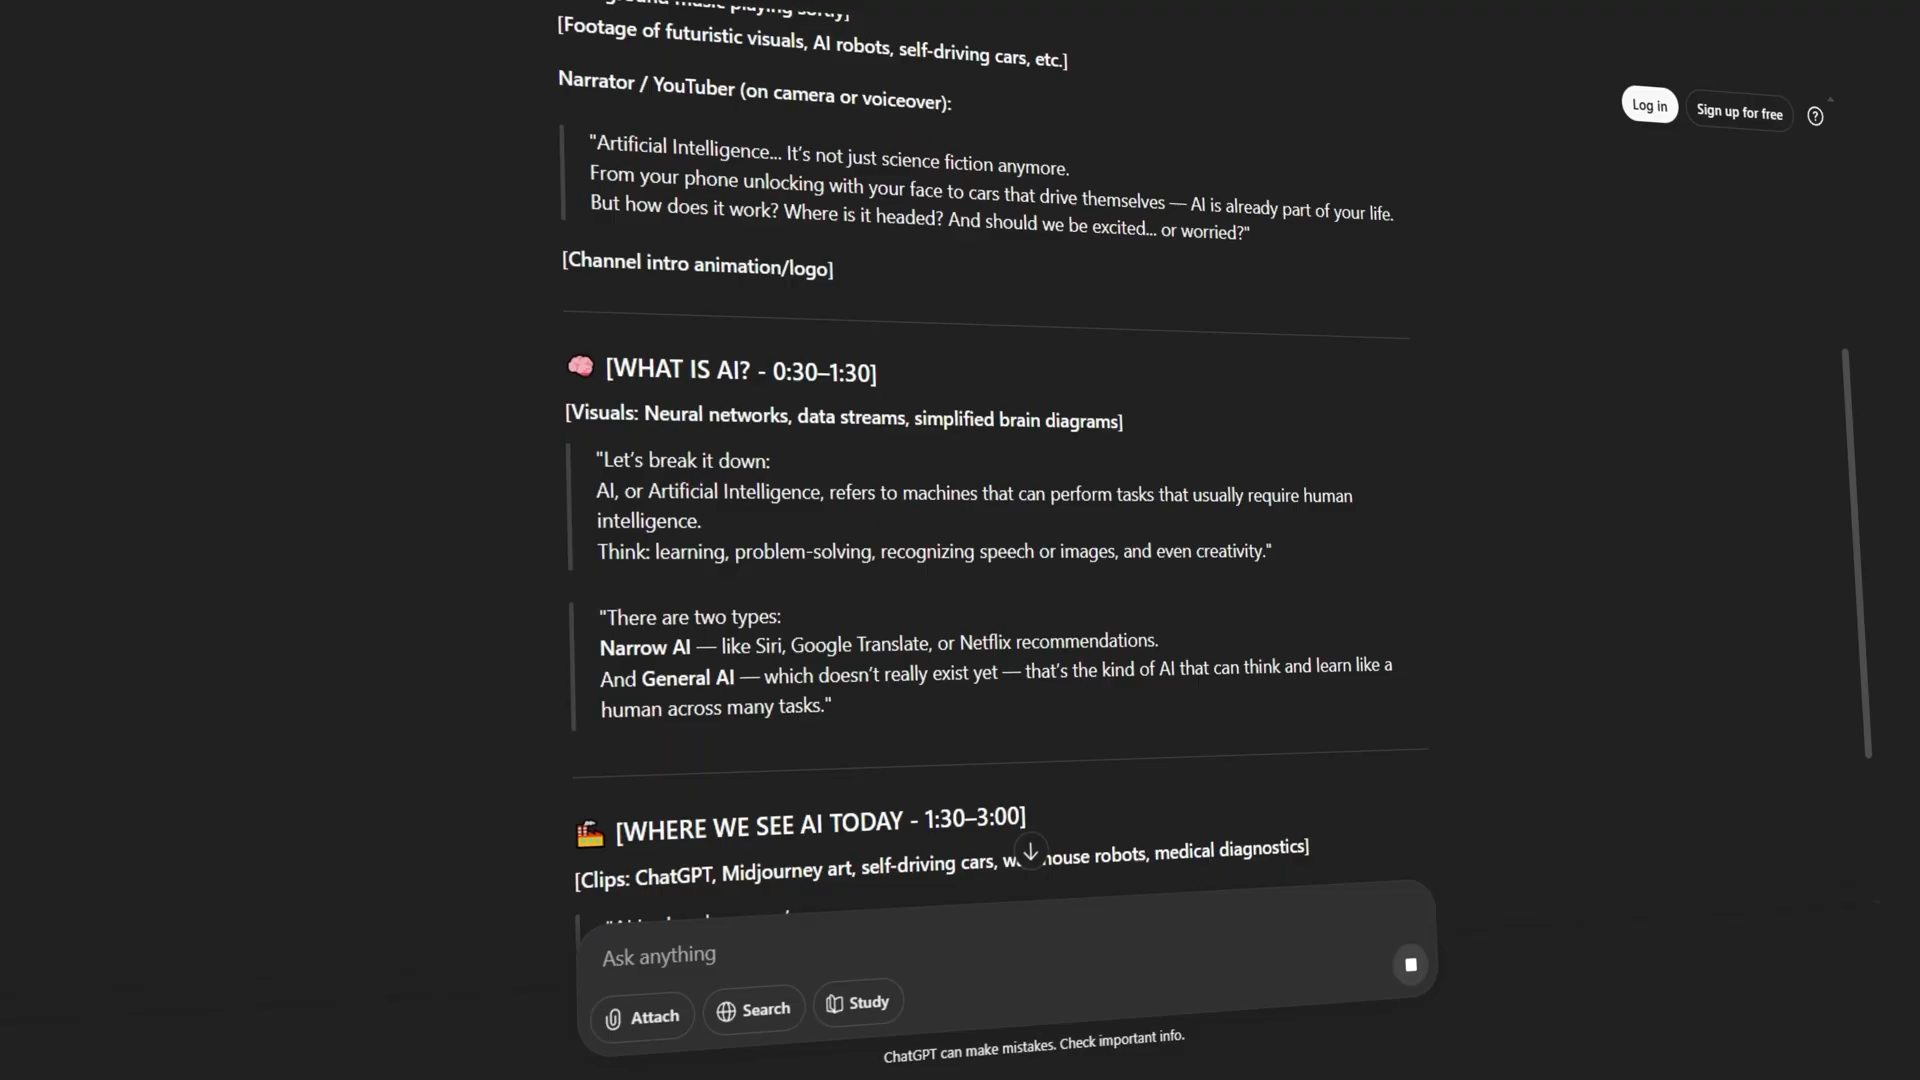 music playing softly]
[Footage of futuristic visuals, AI robots, self-driving cars, etc.]
Log in
Sign up for free
?
Narrator / YouTuber (on camera or voiceover):
"Artificial Intelligence... It's not just science fiction anymore.
From your phone unlocking with your face to cars that drive themselves — AI is already part of your life.
But how does it work? Where is it headed? And should we be excited... or worried?"
[Channel intro animation/logo]
[WHAT IS AI? - 0:30–1:30]
[Visuals: Neural networks, data streams, simplified brain diagrams]
"Let's break it down:
AI, or Artificial Intelligence, refers to machines that can perform tasks that usually require human
intelligence.
Think: learning, problem-solving, recognizing speech or images, and even creativity."
"There are two types:
Narrow AI — like Siri, Google Translate, or Netflix recommendations.
And General AI — which doesn't really exist yet — that's the kind of AI that can think and learn like a
human across many tasks."
[WHERE WE SEE AI TODAY - 1:30–3:00]
[Clips: ChatGPT, Midjourney art, self-driving cars, robots, medical diagnostics]
Ask anything
Attach
Search
Study
ChatGPT can make mistakes. Check important info.